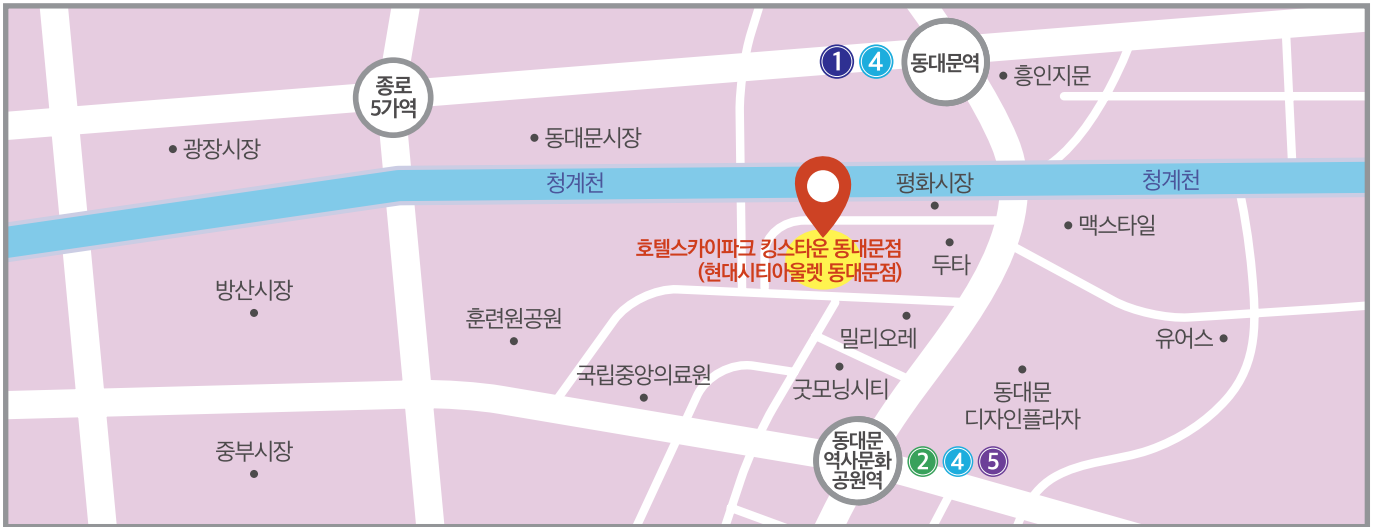 1 4
동대문역
흥인지문
종로
5가역
광장시장
동대문시장
청계천
평화시장
청계천
맥스타일
호텔스카이파크 킹스타운 동대문점
(현대시티아울렛 동대문점)
두타
방산시장
훈련원공원
밀리오레
유어스
국립중앙의료원
굿모닝시티
동대문
디자인플라자
중부시장
동대문
역사문화
공원역
2 4 5